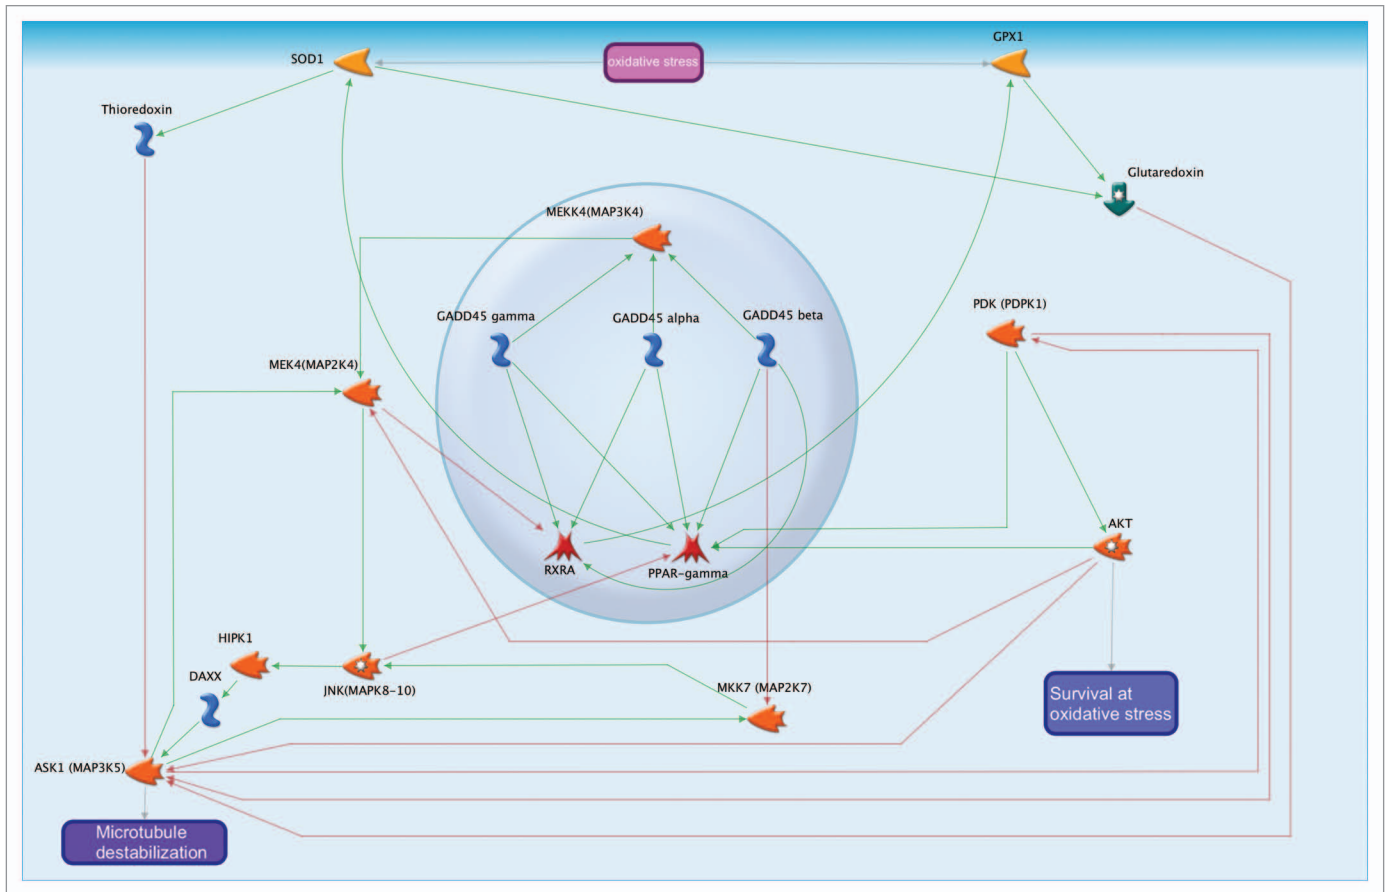 GPX1
SOD1
oxidative stress
Thioredoxin
Glutaredoxin
MEKK4(MAP3K4)
PDK (PDPK1)
GADD45 gamma
GADD45 alpha
GADD45 beta
MEK4(MAP2K4)
AKT
RXRA
PPAR-gamma
HIPK1
DAXX
JNK(MAPK8-10)
MKK7 (MAP2K7)
Survival at
oxidative stress
ASK1 (MAP3K5)
Microtubule
destabilization